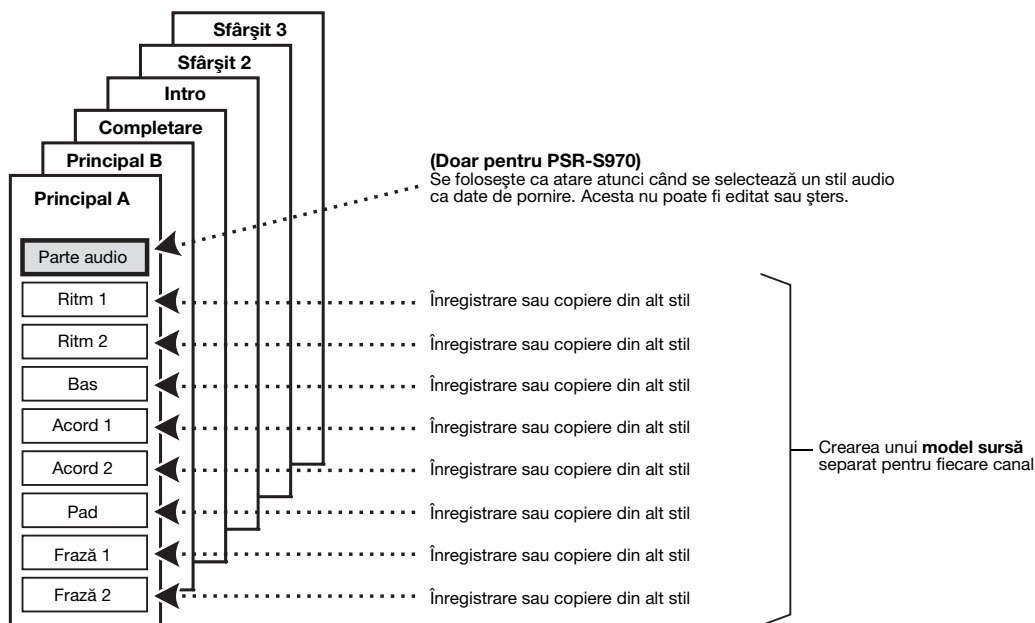 Sfârşit 3
Sfârşit 2
Intro
Completare
Principal B
Principal A
(Doar pentru PSR-S970)
Se foloseşte ca atare atunci când se selectează un stil audio
ca date de pornire. Acesta nu poate fi editat sau şters.
Parte audio
Ritm 1
Înregistrare sau copiere din alt stil
Ritm 2
Înregistrare sau copiere din alt stil
Bas
Înregistrare sau copiere din alt stil
Acord 1
Înregistrare sau copiere din alt stil
Acord 2
Înregistrare sau copiere din alt stil
Pad
Înregistrare sau copiere din alt stil
Frază 1
Înregistrare sau copiere din alt stil
Frază 2
Înregistrare sau copiere din alt stil
Crearea unui model sursă
separat pentru fiecare canal